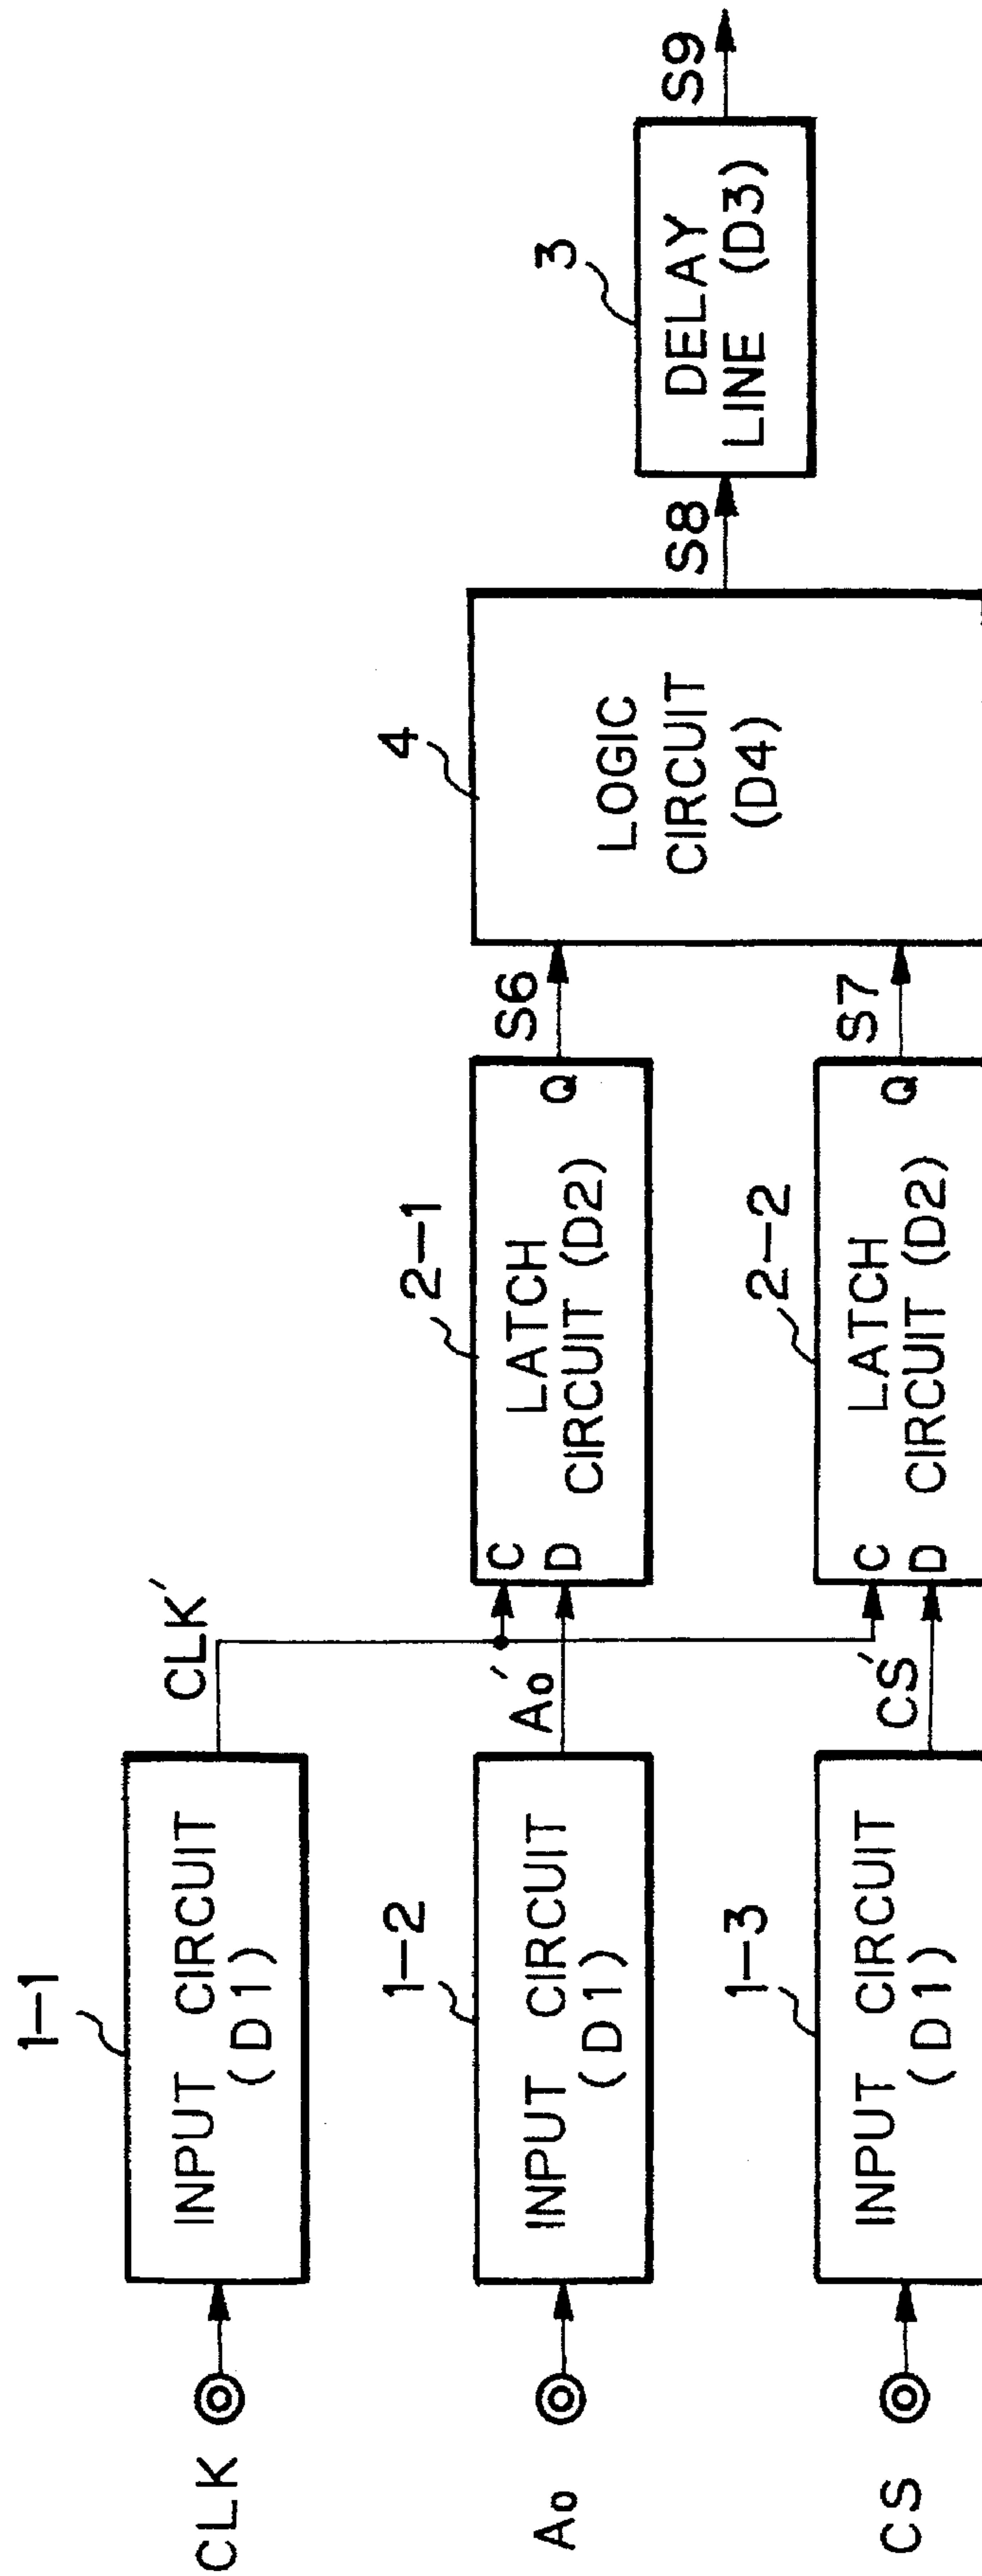 CLK
1-1
INPUT CIRCUIT
(D1)
CLK'
A0
1-2
INPUT CIRCUIT
(D1)
A0'
C
D
2-1
LATCH
CIRCUIT (D2)
Q
S6
CS
1-3
INPUT CIRCUIT
(D1)
CS'
C
D
2-2
LATCH
CIRCUIT (D2)
Q
S7
4
LOGIC
CIRCUIT
(D4)
S8
3
DELAY
LINE (D3)
S9